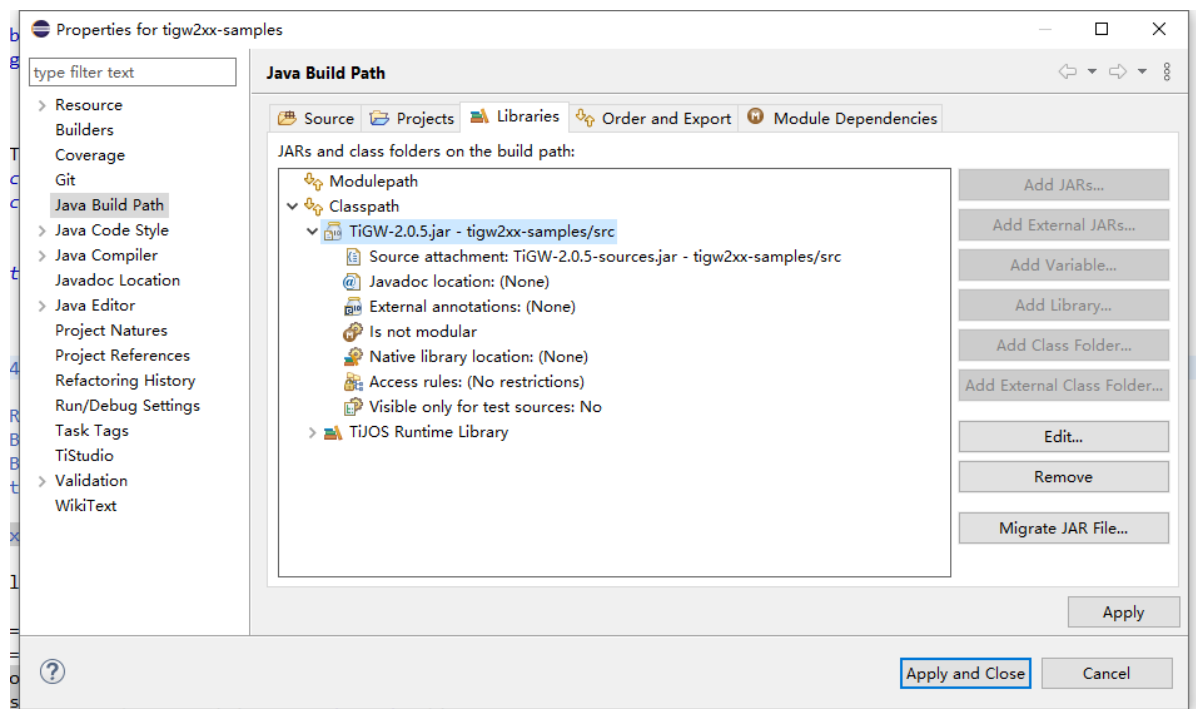 Properties for tigw2xx-samples
type filter text
Resource
Builders
Coverage
Git
Java Build Path
Java Code Style
Java Compiler
Javadoc Location
Java Editor
Project Natures
Project References
Refactoring History
Run/Debug Settings
Task Tags
TiStudio
Validation
WikiText
Java Build Path
Source
Projects
Libraries
Order and Export
Module Dependencies
JARs and class folders on the build path:
Modulepath
Classpath
TiGW-2.0.5.jar - tigw2xx-samples/src
Source attachment: TiGW-2.0.5-sources.jar - tigw2xx-samples/src
Javadoc location: (None)
External annotations: (None)
Is not modular
Native library location: (None)
Access rules: (No restrictions)
Visible only for test sources: No
TiJOS Runtime Library
Add JARs...
Add External JARs...
Add Variable...
Add Library...
Add Class Folder...
Add External Class Folder...
Edit...
Remove
Migrate JAR File...
Apply
Apply and Close
Cancel